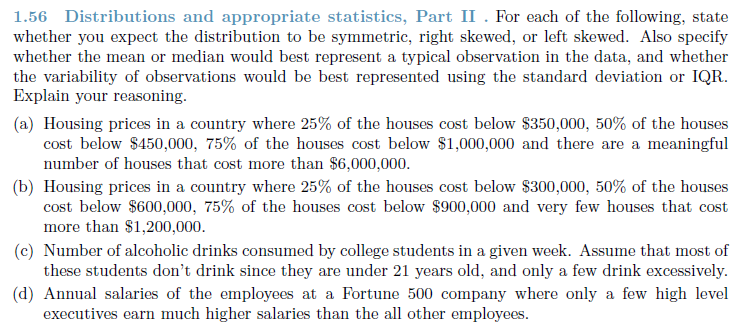 1.56 Distributions and appropriate statistics, Part II . For each of the following, state
whether you expect the distribution to be symmetric, right skewed, or left skewed. Also specify
whether the mean or median would best represent a typical observation in the data, and whether
the variability of observations would be best represented using the standard deviation or IQR.
Explain your reasoning.
(a) Housing prices in a country where 25% of the houses cost below $350,000, 50% of the houses
cost below $450,000, 75% of the houses cost below $1,000,000 and there are a meaningful
number of houses that cost more than $6,000,000.
(b) Housing prices in a country where 25% of the houses cost below $300,000, 50% of the houses
cost below $600,000, 75% of the houses cost below $900,000 and very few houses that cost
more than $1,200,000.
(c) Number of alcoholic drinks consumed by college students in a given week. Assume that most of
these students don't drink since they are under 21 years old, and only a few drink excessively.
(d) Annual salaries of the employees at a Fortune 500 company where only a few high level
executives earn much higher salaries than the all other employees.